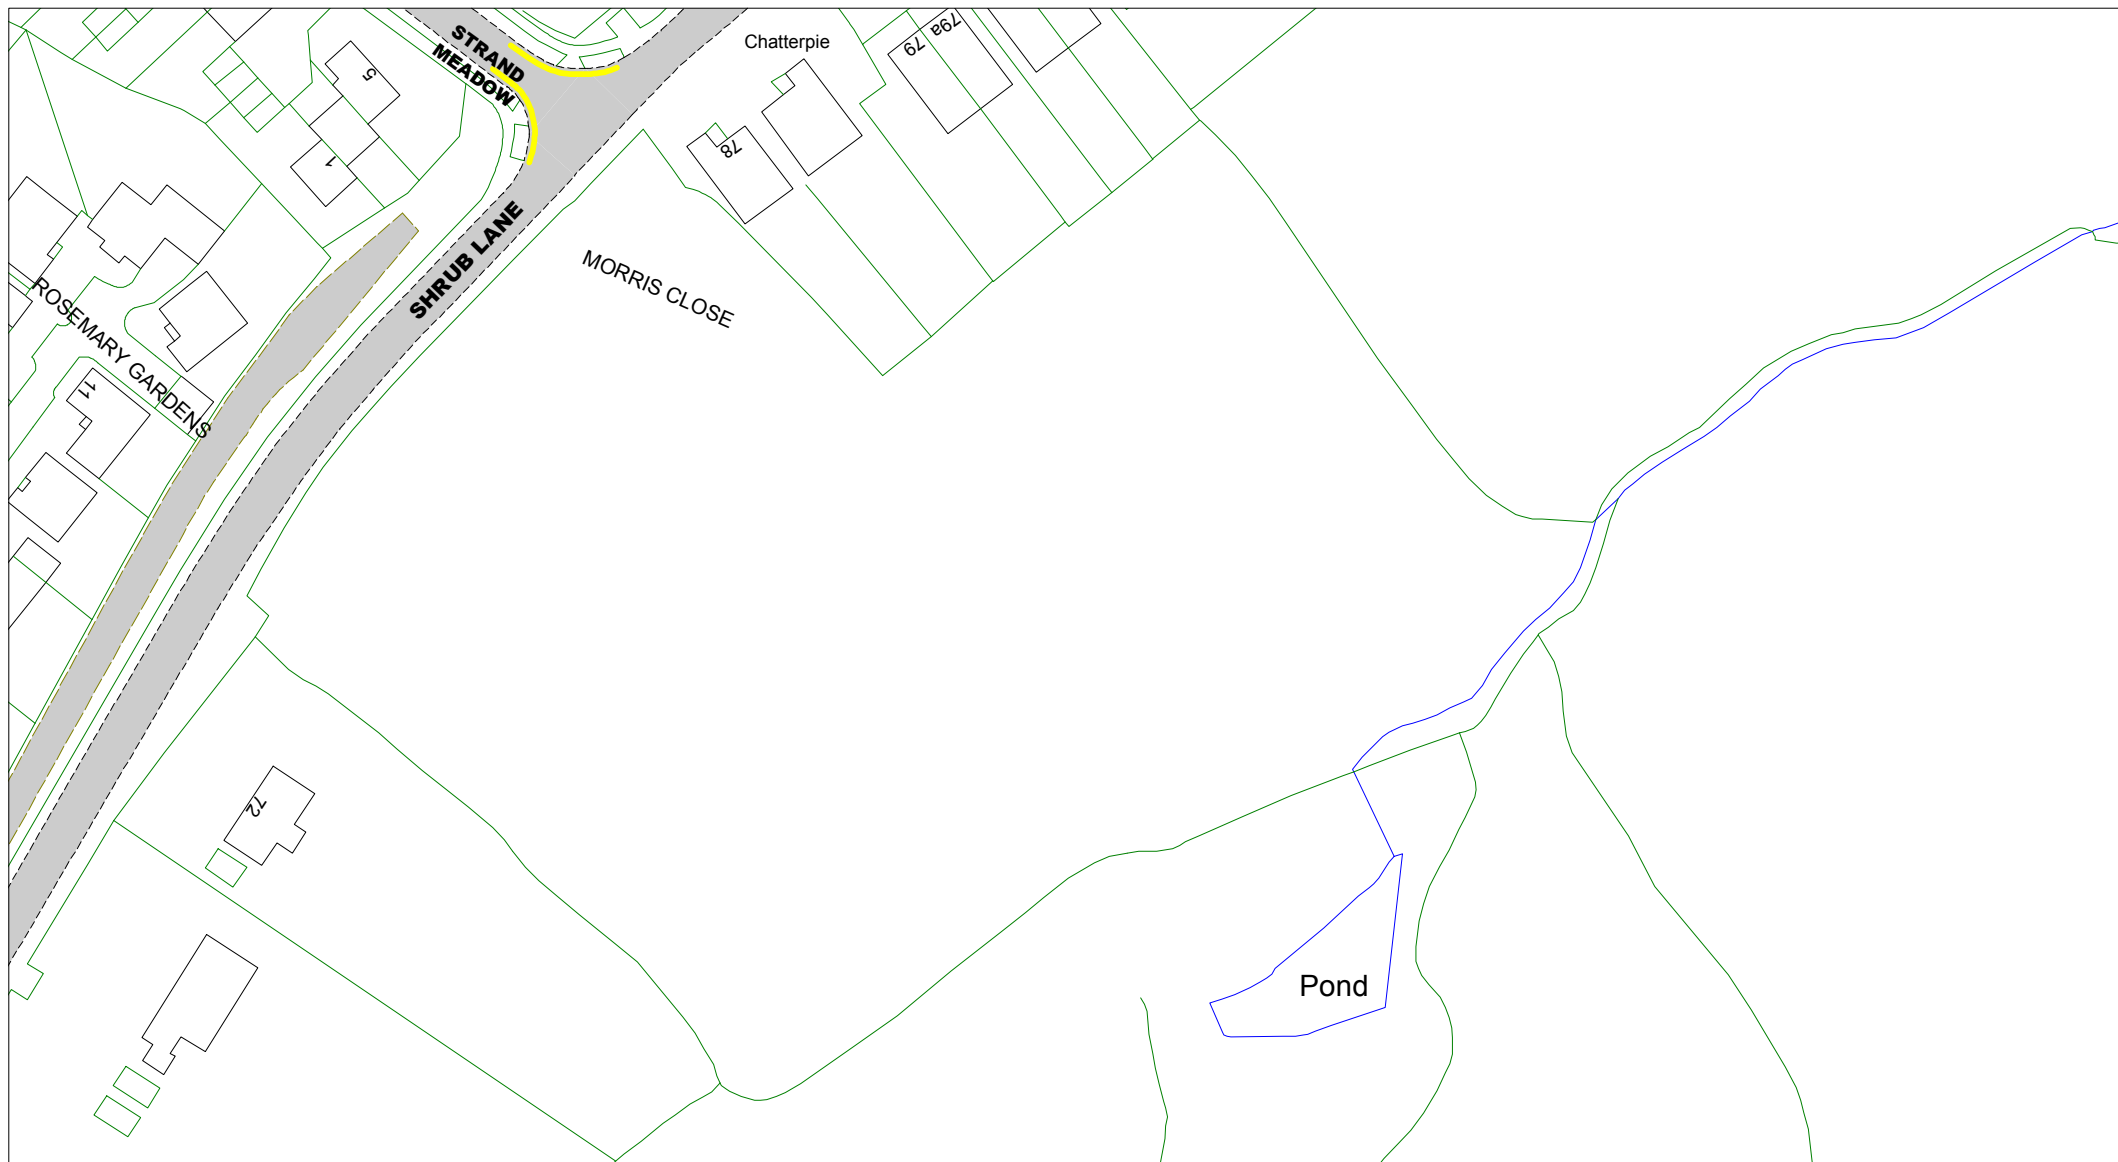 STRAND
MEADOW
Chatterpie
79
79a
5
78
1
SHRUB LANE
MORRIS CLOSE
ROSEMARY GARDENS
11
72
Pond